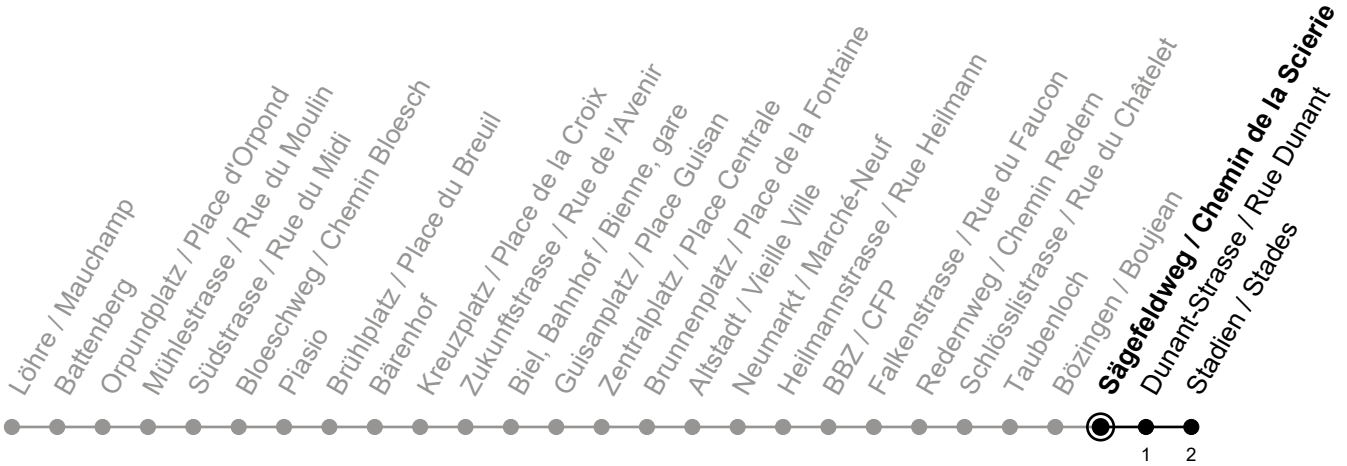 Löhre / Mauchamp
Battenberg
Orpundplatz / Place d'Orpond
Mühlestrasse / Rue du Moulin
Südstrasse / Rue du Midi
Bloeschweg / Chemin Bloesch
Piasio
Brühlplatz / Place du Breuil
Bärenhof
Kreuzplatz / Place de la Croix
Zukunftstrasse / Rue de l'Avenir
Biel, Bahnhof / Bienne, gare
Guisanplatz / Place Guisan
Zentralplatz / Place Centrale
Brunnenplatz / Place de la Fontaine
Altstadt / Vieille Ville
Neumarkt / Marché-Neuf
Heilmannstrasse / Rue Heilmann
BBZ / CFP
Falkenstrasse / Rue du Faucon
Redernweg / Chemin Redern
Schlösslistrasse / Rue du Châtelet
Taubenloch
Bözingen / Boujean
Sägefeldweg / Chemin de la Scierie
Dunant-Strasse / Rue Dunant
Stadien / Stades
1 2